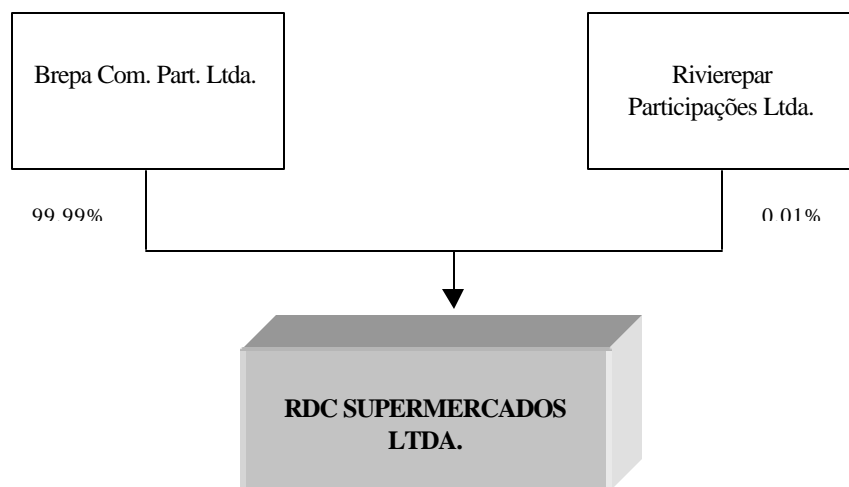 Brepa Com. Part. Ltda.
Rivierepar
Participações Ltda.
99.99%
0.01%
RDC SUPERMERCADOS
LTDA.